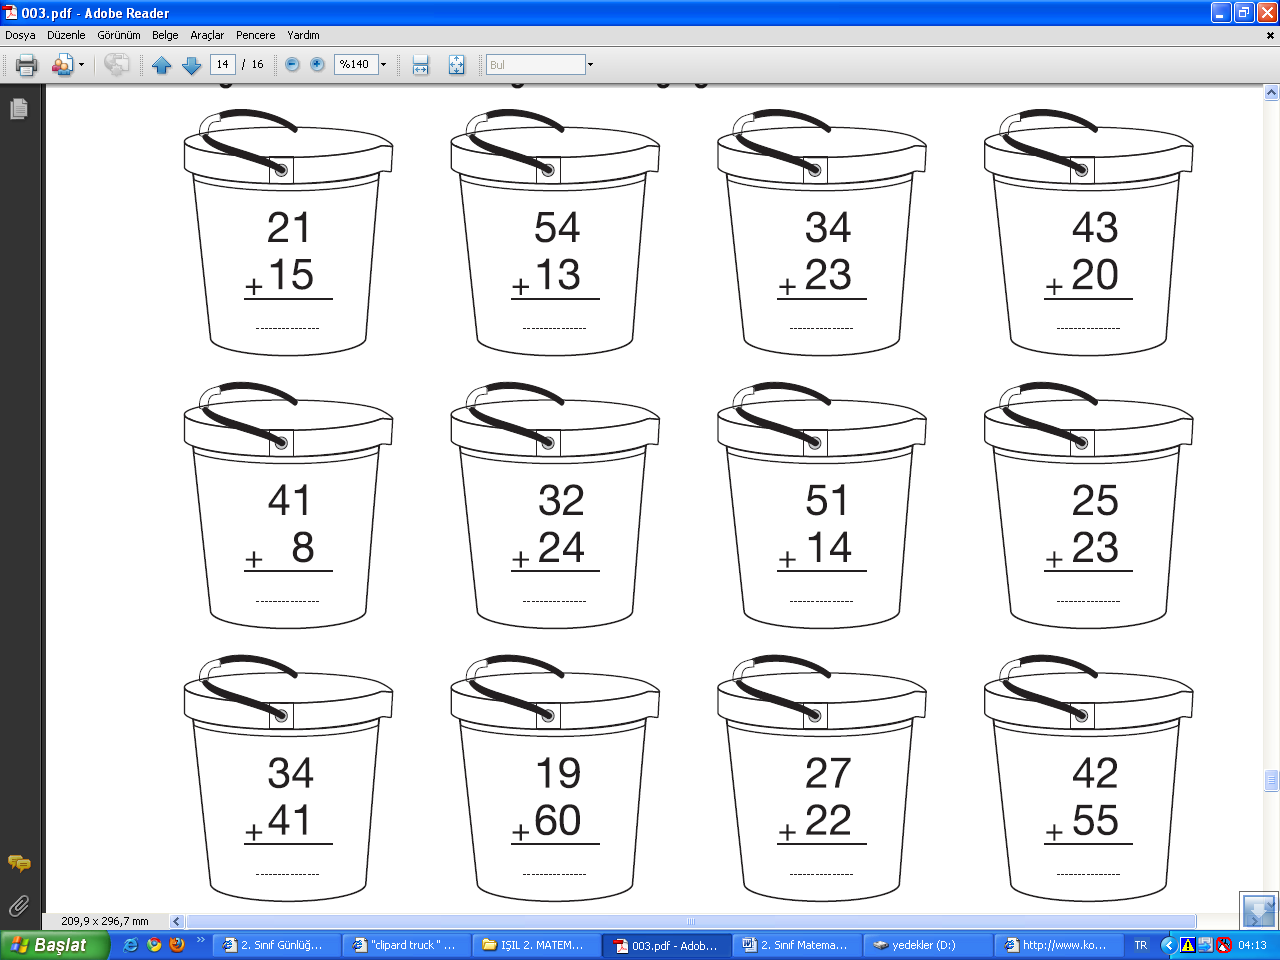 003.pdf - Adobe Reader
Dosya Düzenle Görünüm Belge Araçlar Pencere Yardım
14 / 16 %140 Bul
21 54 34 43
+ 15 + 13 + 23 + 20
41 32 51 25
+ 8 + 24 + 14 + 23
34 19 27 42
+ 41 + 60 + 22 + 55
209,9 x 296,7 mm
Başlat 2. Sınıf Günlüğ... "clipard truck " ... IŞIL 2. MATEM... 003.pdf - Adob... 2. Sınıf Matema... yedekler (D:) http://www.ko... TR 04:13